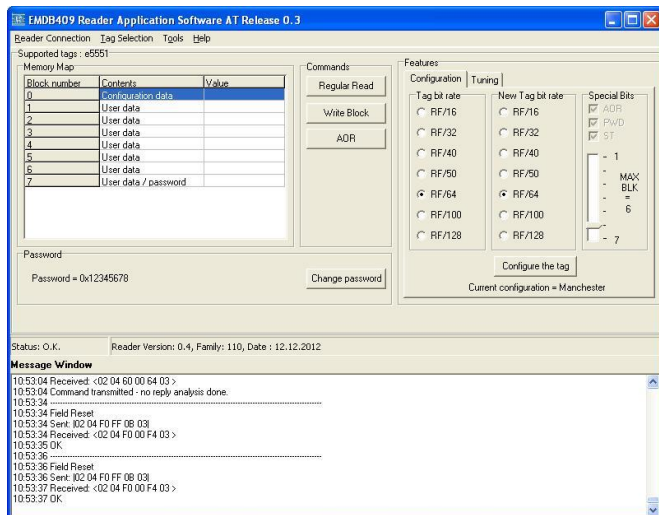 EMDB409 Reader Application Software AT Release 0.3
Reader Connection Tag Selection Tools Help
Supported tags : e5551
Memory Map
Block number Contents Value
0 Configuration data
1 User data
2 User data
3 User data
4 User data
5 User data
6 User data
7 User data / password
Commands
Regular Read
Write Block
AOR
Features
Configuration Tuning
Tag bit rate
RF/16
RF/32
RF/40
RF/50
RF/64
RF/100
RF/128
New Tag bit rate
RF/16
RF/32
RF/40
RF/50
RF/64
RF/100
RF/128
Special Bits
AOR
PWD
ST
- 1
MAX
BLK
=
6
- 7
Configure the tag
Current configuration = Manchester
Password
Password = 0x12345678
Change password
Status: O.K. Reader Version: 0.4, Family: 110, Date : 12.12.2012
Message Window
10:53:04 Received: <02 04 60 00 64 03 >
10:53:04 Command transmitted - no reply analysis done.
10:53:34 ----------------------------------------------------------------
10:53:34 Field Reset
10:53:34 Sent: |02 04 F0 FF 0B 03|
10:53:34 Received: <02 04 F0 00 F4 03 >
10:53:35 OK
10:53:36 ----------------------------------------------------------------
10:53:36 Field Reset
10:53:36 Sent: |02 04 F0 FF 0B 03|
10:53:37 Received: <02 04 F0 00 F4 03 >
10:53:37 OK